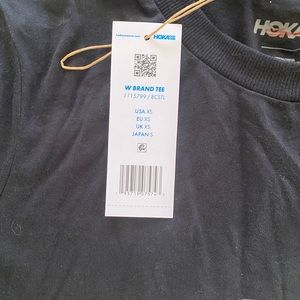 HOKA
HOKA
W BRAND TEE
1115799 / BCSTL
USA XS
EU XS
UK XS
JAPAN S